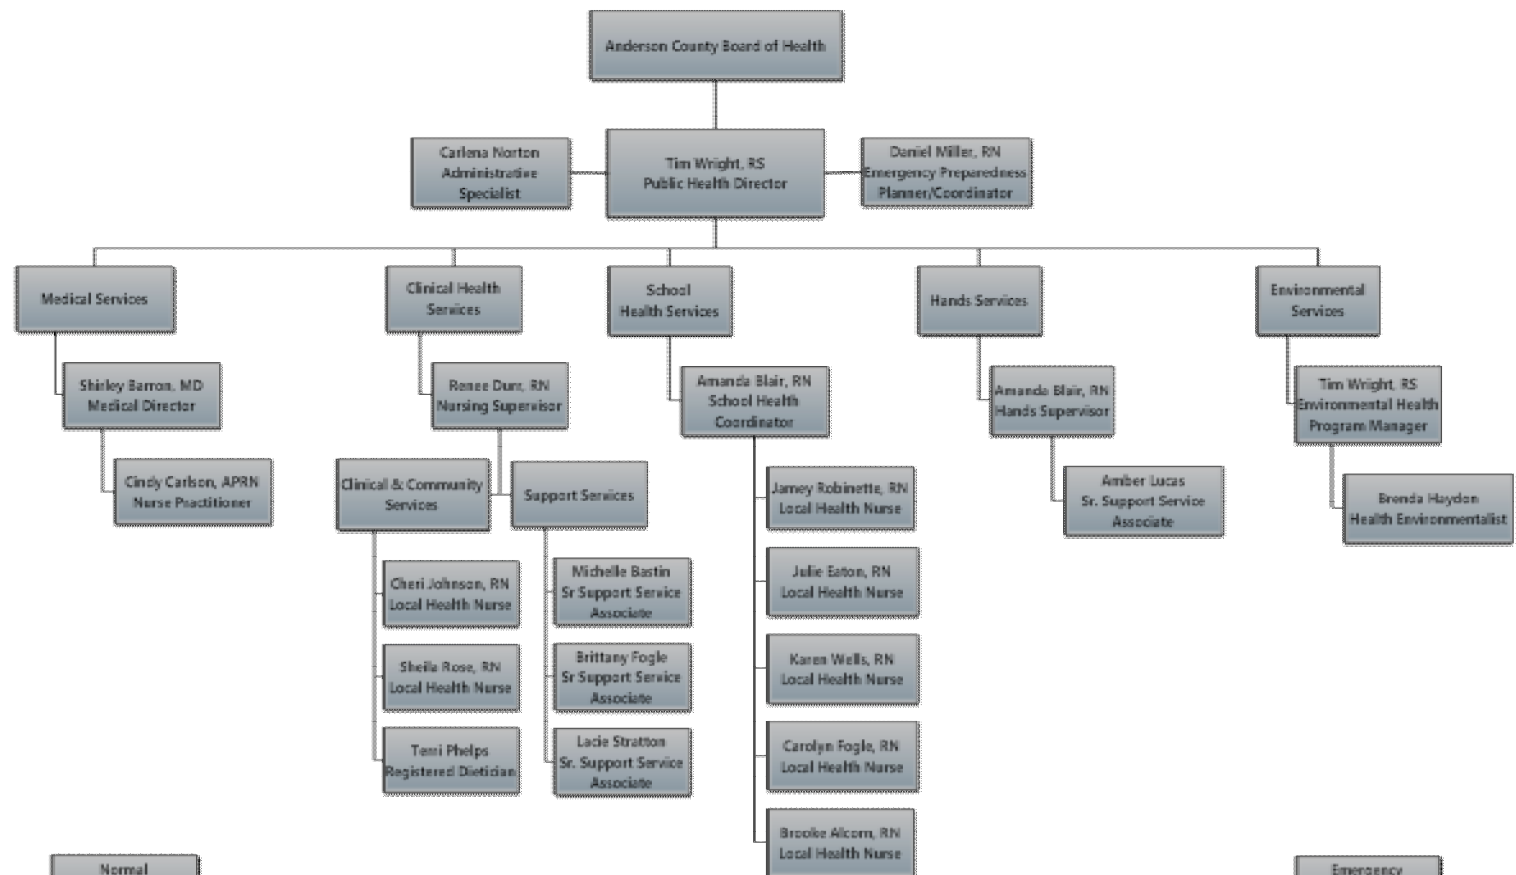 Anderson County Board of Health
Carlena Norton
Administrative
Specialist
Tim Wright, RS
Public Health Director
Daniel Miller, RN
Emergency Preparedness
Planner/Coordinator
Medical Services
Clinical Health
Services
School
Health Services
Hands Services
Environmental
Services
Shirley Barron, MD
Medical Director
Cindy Carlson, APRN
Nurse Practitioner
Renee Durr, RN
Nursing Supervisor
Clinical & Community
Services
Cheri Johnson, RN
Local Health Nurse
Sheila Rose, RN
Local Health Nurse
Terri Phelps
Registered Dietician
Support Services
Michelle Bastin
Sr Support Service
Associate
Brittany Fogle
Sr Support Service
Associate
Lacie Stratton
Sr. Support Service
Associate
Amanda Blair, RN
School Health
Coordinator
Jamey Robinette, RN
Local Health Nurse
Julie Eaton, RN
Local Health Nurse
Karen Wells, RN
Local Health Nurse
Carolyn Fogle, RN
Local Health Nurse
Brooke Alcorn, RN
Local Health Nurse
Amanda Blair, RN
Hands Supervisor
Amber Lucas
Sr. Support Service
Associate
Tim Wright, RS
Environmental Health
Program Manager
Brenda Haydon
Health Environmentalist
Normal
Emergency